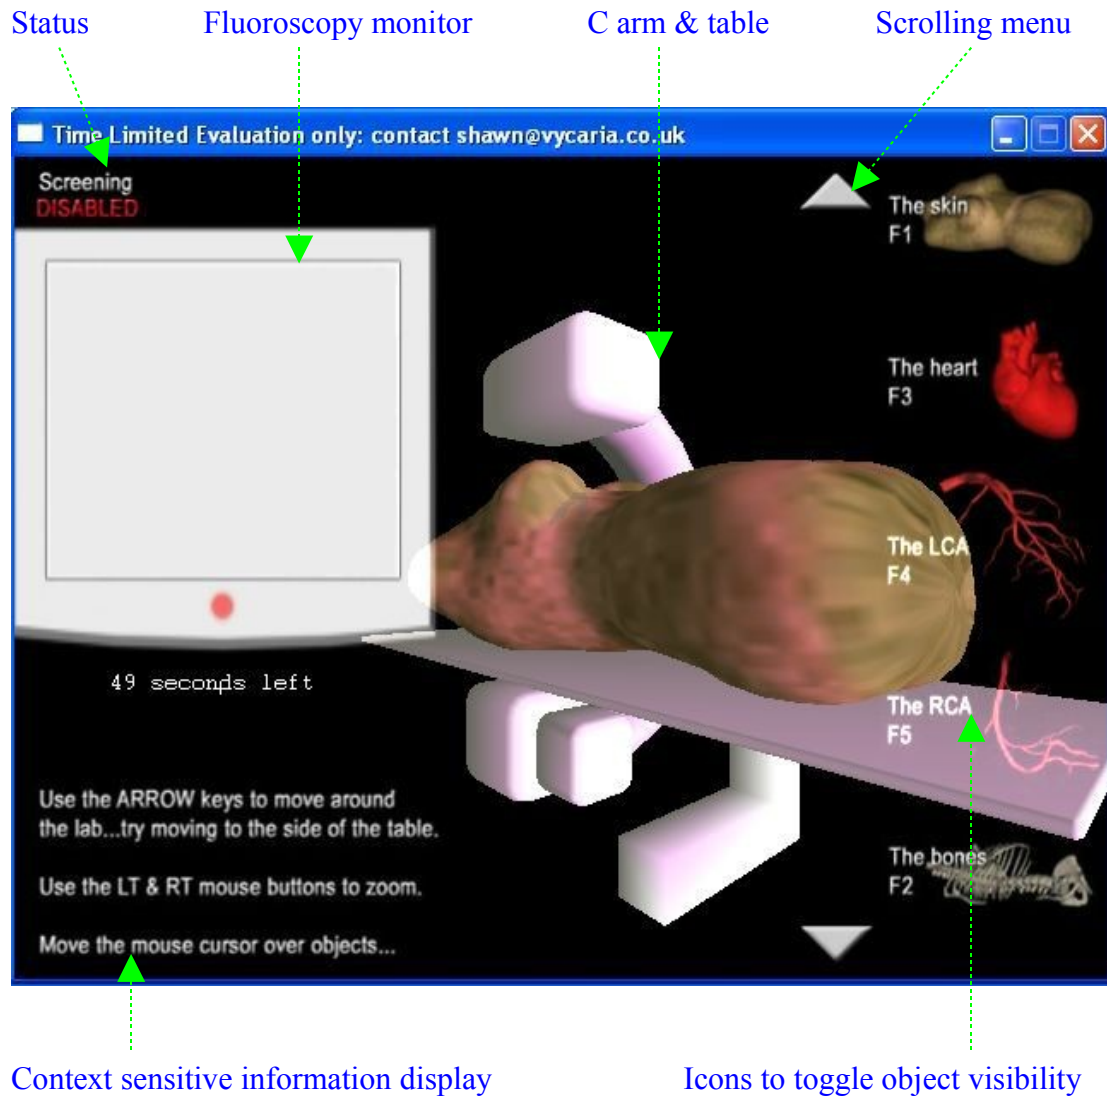 Status
Fluoroscopy monitor
C arm & table
Scrolling menu
Time Limited Evaluation only: contact shawn@vycaria.co.uk
Screening
DISABLED
The skin
F1
The heart
F3
The LCA
F4
The RCA
F5
The bones
F2
49 seconds left
Use the ARROW keys to move around
the lab...try moving to the side of the table.
Use the LT & RT mouse buttons to zoom.
Move the mouse cursor over objects...
Context sensitive information display
Icons to toggle object visibility